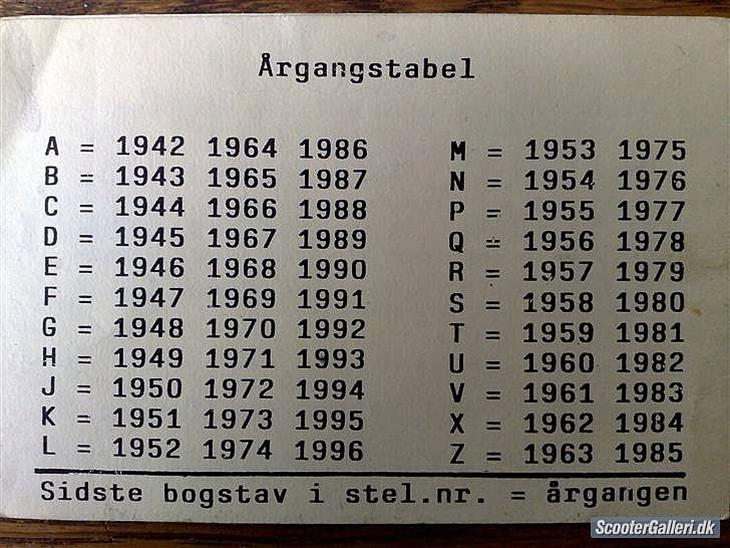 Årgangstabel
A = 1942 1964 1986
B = 1943 1965 1987
C = 1944 1966 1988
D = 1945 1967 1989
E = 1946 1968 1990
F = 1947 1969 1991
G = 1948 1970 1992
H = 1949 1971 1993
J = 1950 1972 1994
K = 1951 1973 1995
L = 1952 1974 1996
M = 1953 1975
N = 1954 1976
P = 1955 1977
Q = 1956 1978
R = 1957 1979
S = 1958 1980
T = 1959 1981
U = 1960 1982
V = 1961 1983
X = 1962 1984
Z = 1963 1985
Sidste bogstav i stel.nr. = årgangen
ScooterGalleri.dk